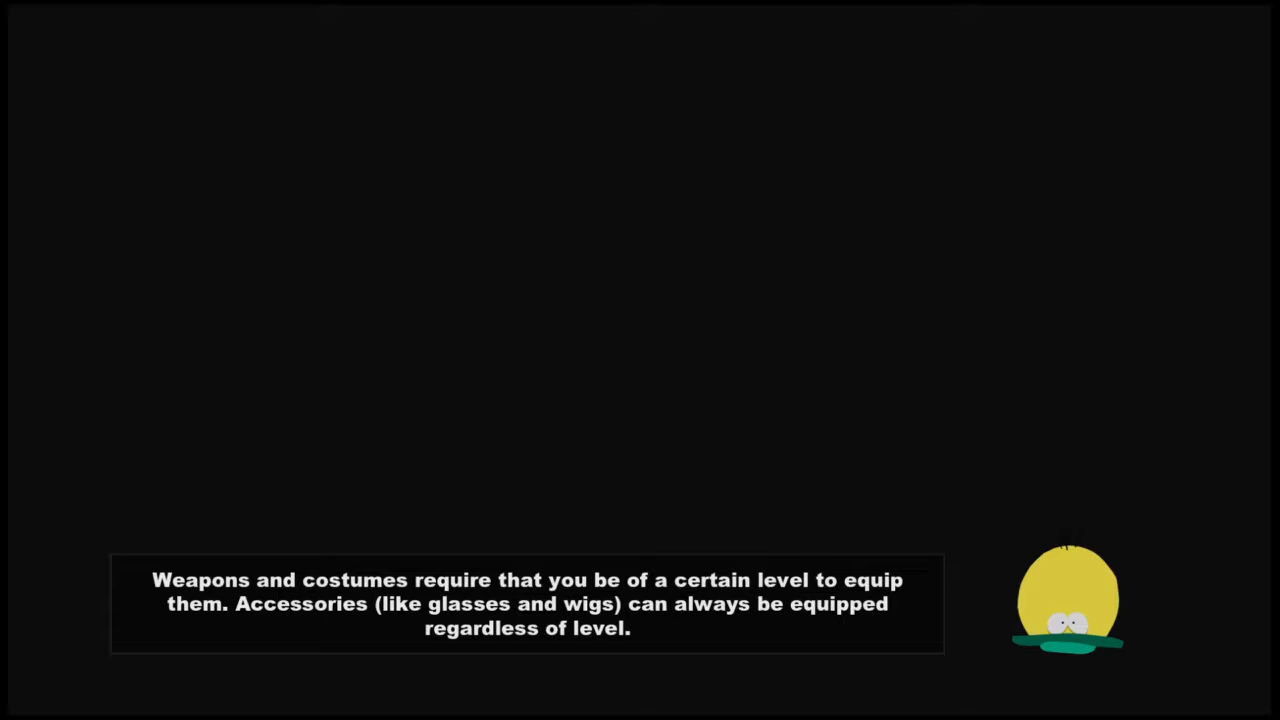 Weapons and costumes require that you be of a certain level to equip
them. Accessories (like glasses and wigs) can always be equipped
regardless of level.